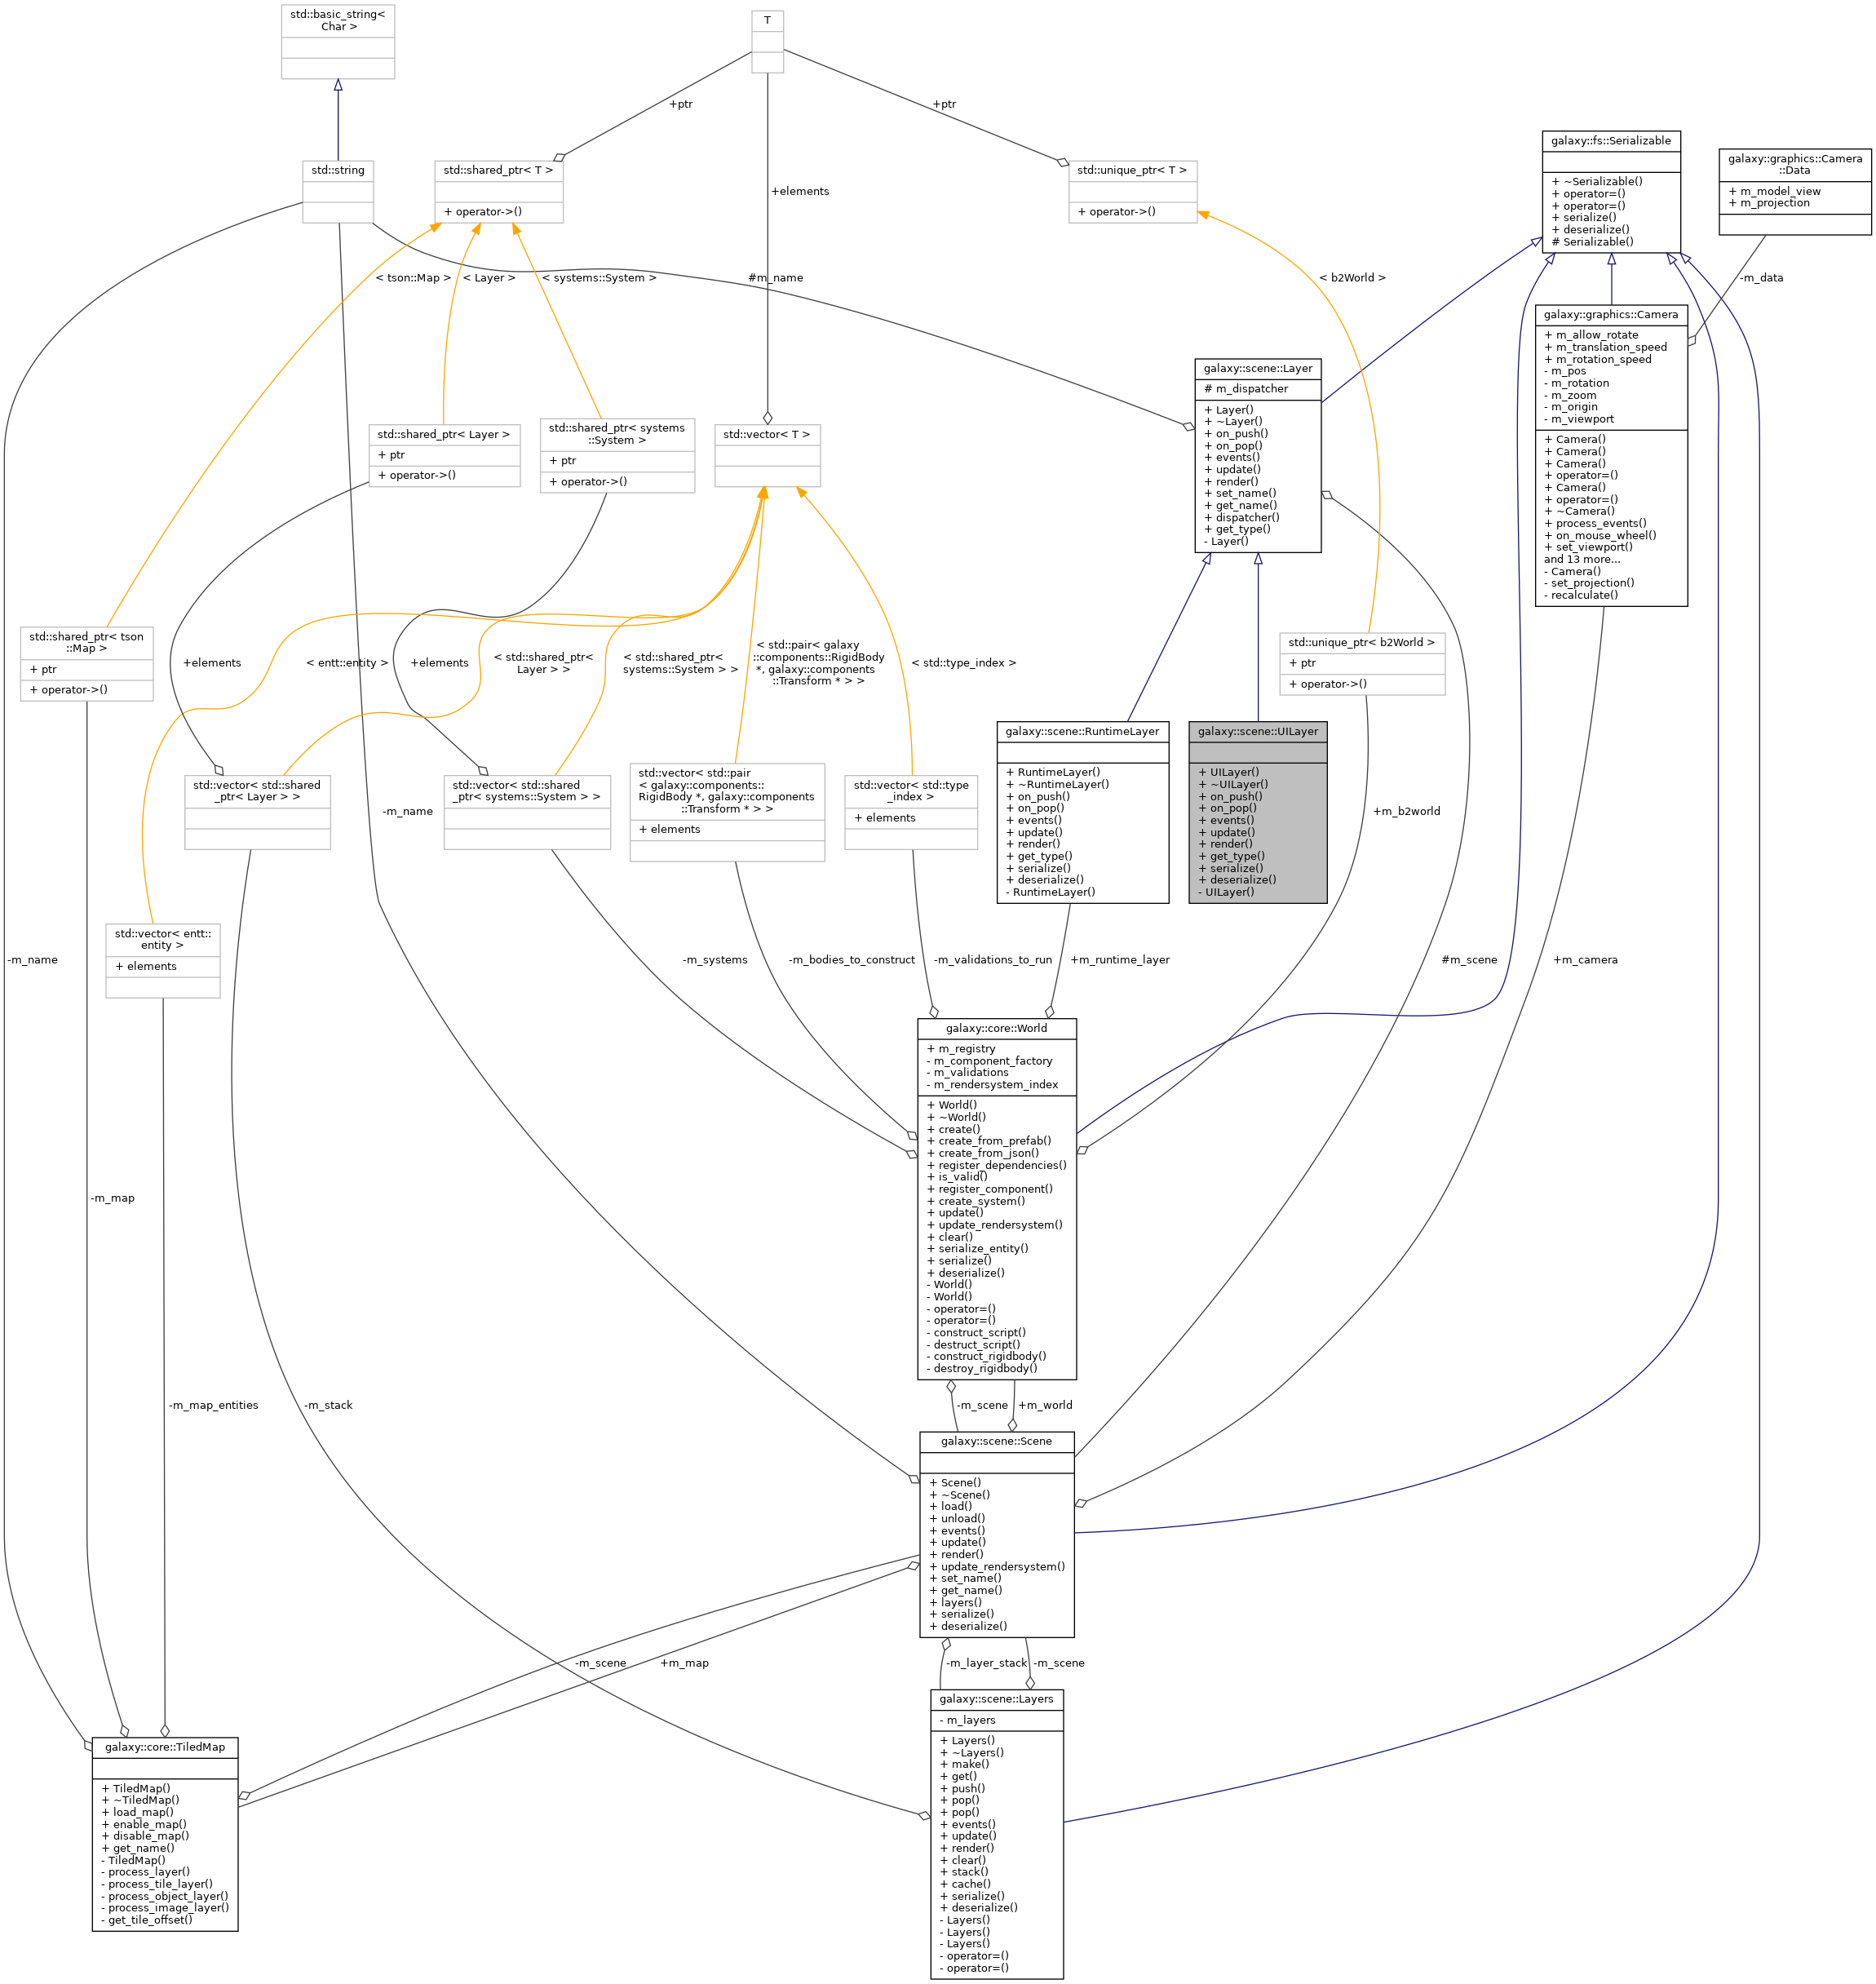 std::basic_string<
Char >
T
+ptr
+ptr
galaxy::fs::Serializable
+ ~Serializable()
+ operator=()
+ operator=()
+ serialize()
+ deserialize()
# Serializable()
galaxy::graphics::Camera
::Data
+ m_model_view
+ m_projection
std::string
std::shared_ptr< T >
+ operator->()
+elements
std::unique_ptr< T >
+ operator->()
< tson::Map >
< Layer >
< systems::System >
#m_name
< b2World >
-m_data
galaxy::graphics::Camera
+ m_allow_rotate
+ m_translation_speed
+ m_rotation_speed
- m_pos
- m_rotation
- m_zoom
- m_origin
- m_viewport
+ Camera()
+ Camera()
+ Camera()
+ operator=()
+ Camera()
+ operator=()
+ ~Camera()
+ process_events()
+ on_mouse_wheel()
+ set_viewport()
and 13 more...
- Camera()
- set_projection()
- recalculate()
galaxy::scene::Layer
# m_dispatcher
+ Layer()
+ ~Layer()
+ on_push()
+ on_pop()
+ events()
+ update()
+ render()
+ set_name()
+ get_name()
+ dispatcher()
+ get_type()
- Layer()
std::shared_ptr< Layer >
+ ptr
+ operator->()
std::shared_ptr< systems
::System >
+ ptr
+ operator->()
std::vector< T >
std::shared_ptr< tson
::Map >
+ ptr
+ operator->()
+elements
< entt::entity >
+elements
< std::shared_ptr<
Layer > >
< std::shared_ptr<
systems::System > >
< std::pair< galaxy
::components::RigidBody
*, galaxy::components
::Transform * > >
< std::type_index >
std::unique_ptr< b2World >
+ ptr
+ operator->()
galaxy::scene::RuntimeLayer
+ RuntimeLayer()
+ ~RuntimeLayer()
+ on_push()
+ on_pop()
+ events()
+ update()
+ render()
+ get_type()
+ serialize()
+ deserialize()
- RuntimeLayer()
galaxy::scene::UILayer
+ UILayer()
+ ~UILayer()
+ on_push()
+ on_pop()
+ events()
+ update()
+ render()
+ get_type()
+ serialize()
+ deserialize()
- UILayer()
std::vector< std::shared
_ptr< Layer > >
-m_name
std::vector< std::shared
_ptr< systems::System > >
std::vector< std::pair
< galaxy::components::
RigidBody *, galaxy::components
::Transform * > >
+ elements
std::vector< std::type
_index >
+ elements
+m_b2world
std::vector< entt::
entity >
+ elements
-m_name
-m_systems
-m_bodies_to_construct
-m_validations_to_run
+m_runtime_layer
#m_scene
+m_camera
galaxy::core::World
+ m_registry
- m_component_factory
- m_validations
- m_rendersystem_index
+ World()
+ ~World()
+ create()
+ create_from_prefab()
+ create_from_json()
+ register_dependencies()
+ is_valid()
+ register_component()
+ create_system()
+ update()
+ update_rendersystem()
+ clear()
+ serialize_entity()
+ serialize()
+ deserialize()
- World()
- World()
- operator=()
- operator=()
- construct_script()
- destruct_script()
- construct_rigidbody()
- destroy_rigidbody()
-m_map
-m_map_entities
-m_stack
-m_scene
+m_world
galaxy::scene::Scene
+ Scene()
+ ~Scene()
+ load()
+ unload()
+ events()
+ update()
+ render()
+ update_rendersystem()
+ set_name()
+ get_name()
+ layers()
+ serialize()
+ deserialize()
-m_scene
+m_map
-m_layer_stack
-m_scene
galaxy::core::TiledMap
+ TiledMap()
+ ~TiledMap()
+ load_map()
+ enable_map()
+ disable_map()
+ get_name()
- TiledMap()
- process_layer()
- process_tile_layer()
- process_object_layer()
- process_image_layer()
- get_tile_offset()
galaxy::scene::Layers
- m_layers
+ Layers()
+ ~Layers()
+ make()
+ get()
+ push()
+ pop()
+ pop()
+ events()
+ update()
+ render()
+ clear()
+ stack()
+ cache()
+ serialize()
+ deserialize()
- Layers()
- Layers()
- Layers()
- operator=()
- operator=()